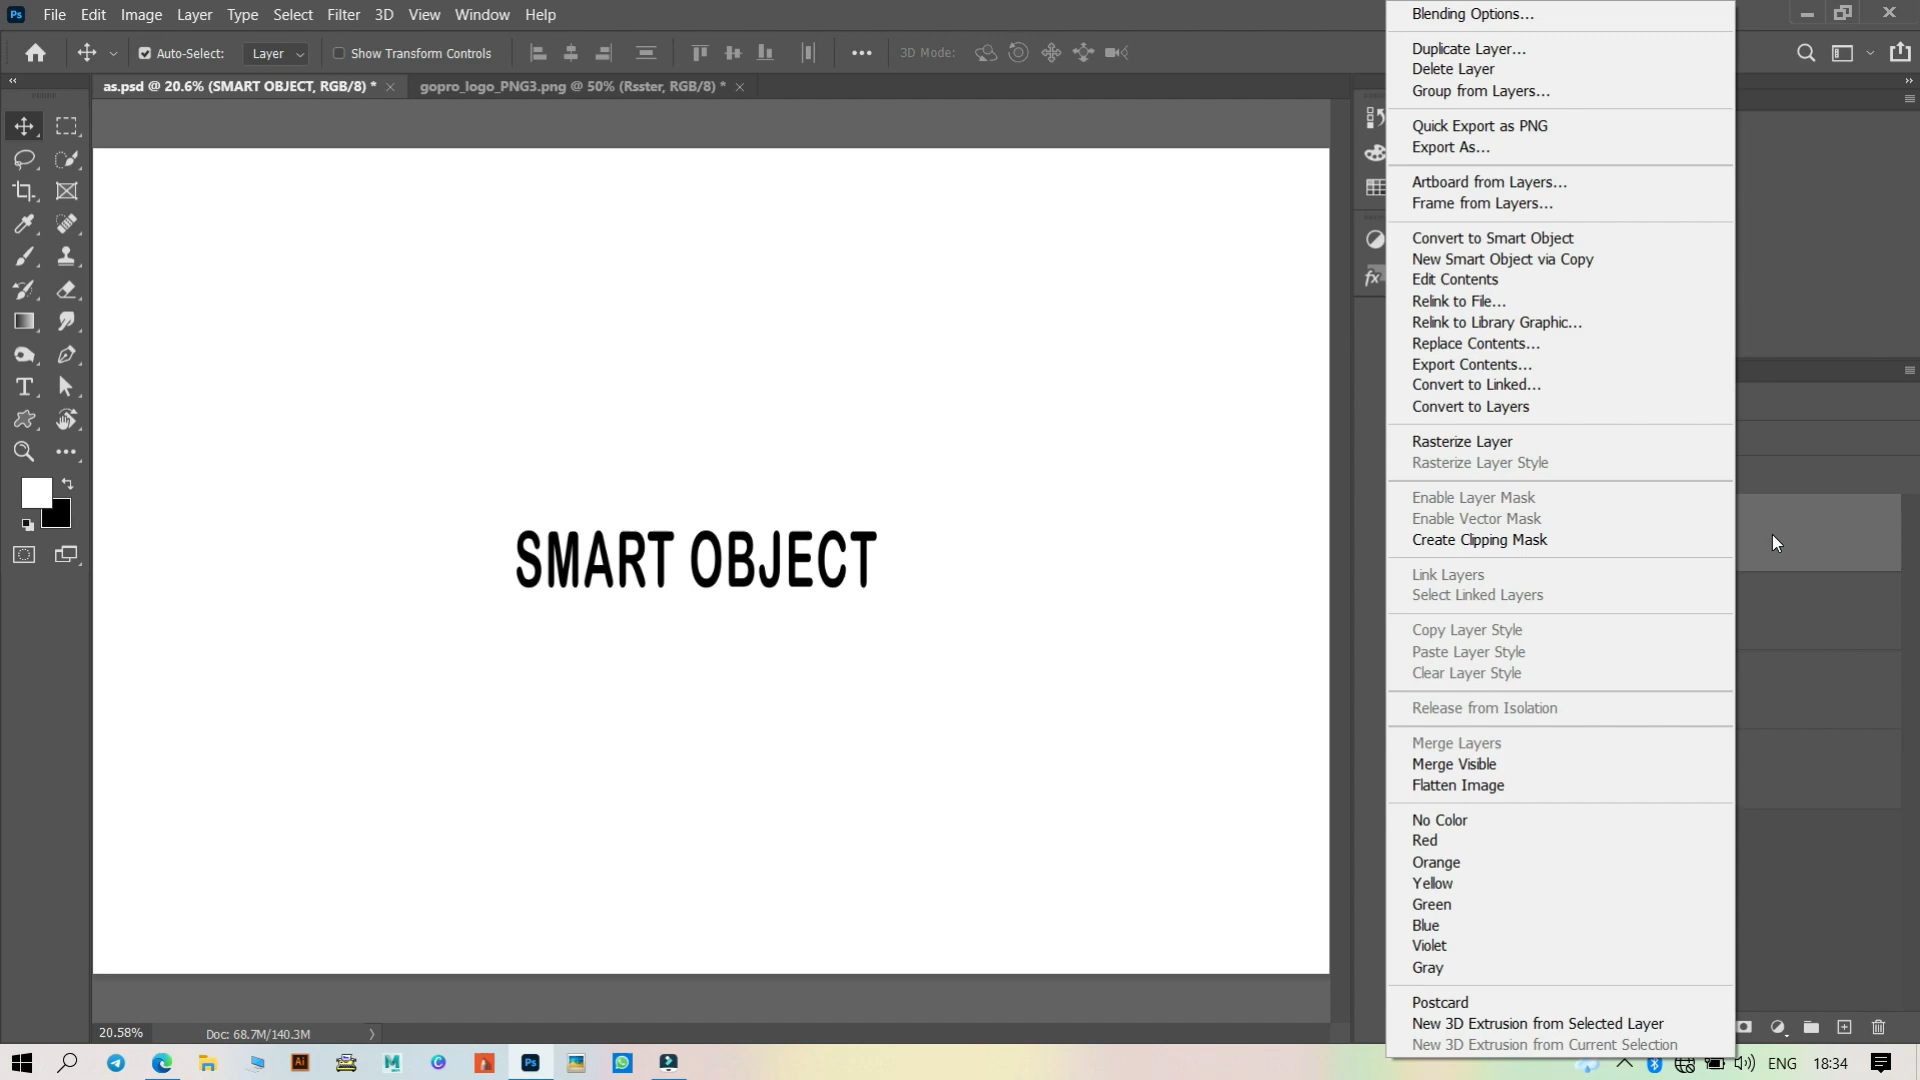 Ps File Edit Image Layer Type Select Filter 3D View Window Help
Auto-Select: Layer Show Transform Controls 3D Mode:
as.psd @ 20.6% (SMART OBJECT, RGB/8) * gopro_logo_PNG3.png @ 50% (Rsster, RGB/8) *
SMART OBJECT
Blending Options...
Duplicate Layer...
Delete Layer
Group from Layers...
Quick Export as PNG
Export As...
Artboard from Layers...
Frame from Layers...
Convert to Smart Object
New Smart Object via Copy
Edit Contents
Relink to File...
Relink to Library Graphic...
Replace Contents...
Export Contents...
Convert to Linked...
Convert to Layers
Rasterize Layer
Rasterize Layer Style
Enable Layer Mask
Enable Vector Mask
Create Clipping Mask
Link Layers
Select Linked Layers
Copy Layer Style
Paste Layer Style
Clear Layer Style
Release from Isolation
Merge Layers
Merge Visible
Flatten Image
No Color
Red
Orange
Yellow
Green
Blue
Violet
Gray
Postcard
New 3D Extrusion from Selected Layer
New 3D Extrusion from Current Selection
20.58% Doc: 68.7M/140.3M
Ai M C Ps ENG 18:34